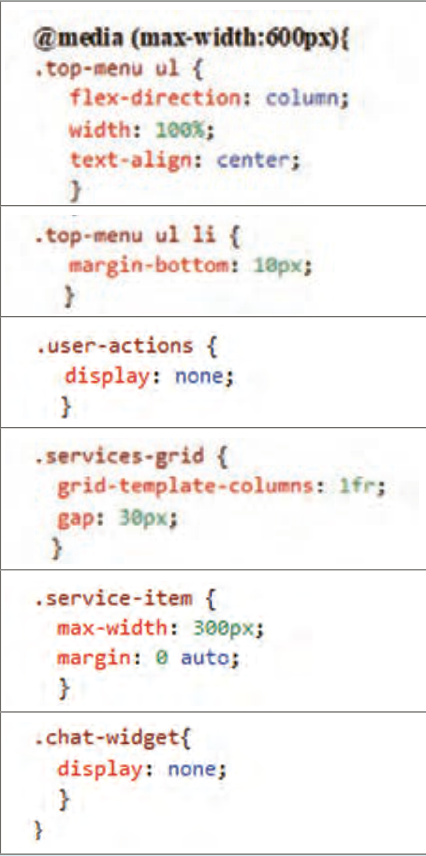 @media (max-width:600px){
.top-menu ul {
flex-direction: column;
width: 100%;
text-align: center;
}
.top-menu ul li {
margin-bottom: 10px;
}
.user-actions {
display: none;
}
.services-grid {
grid-template-columns: 1fr;
gap: 30px;
}
.service-item {
max-width: 300px;
margin: 0 auto;
}
.chat-widget{
display: none;
}
}